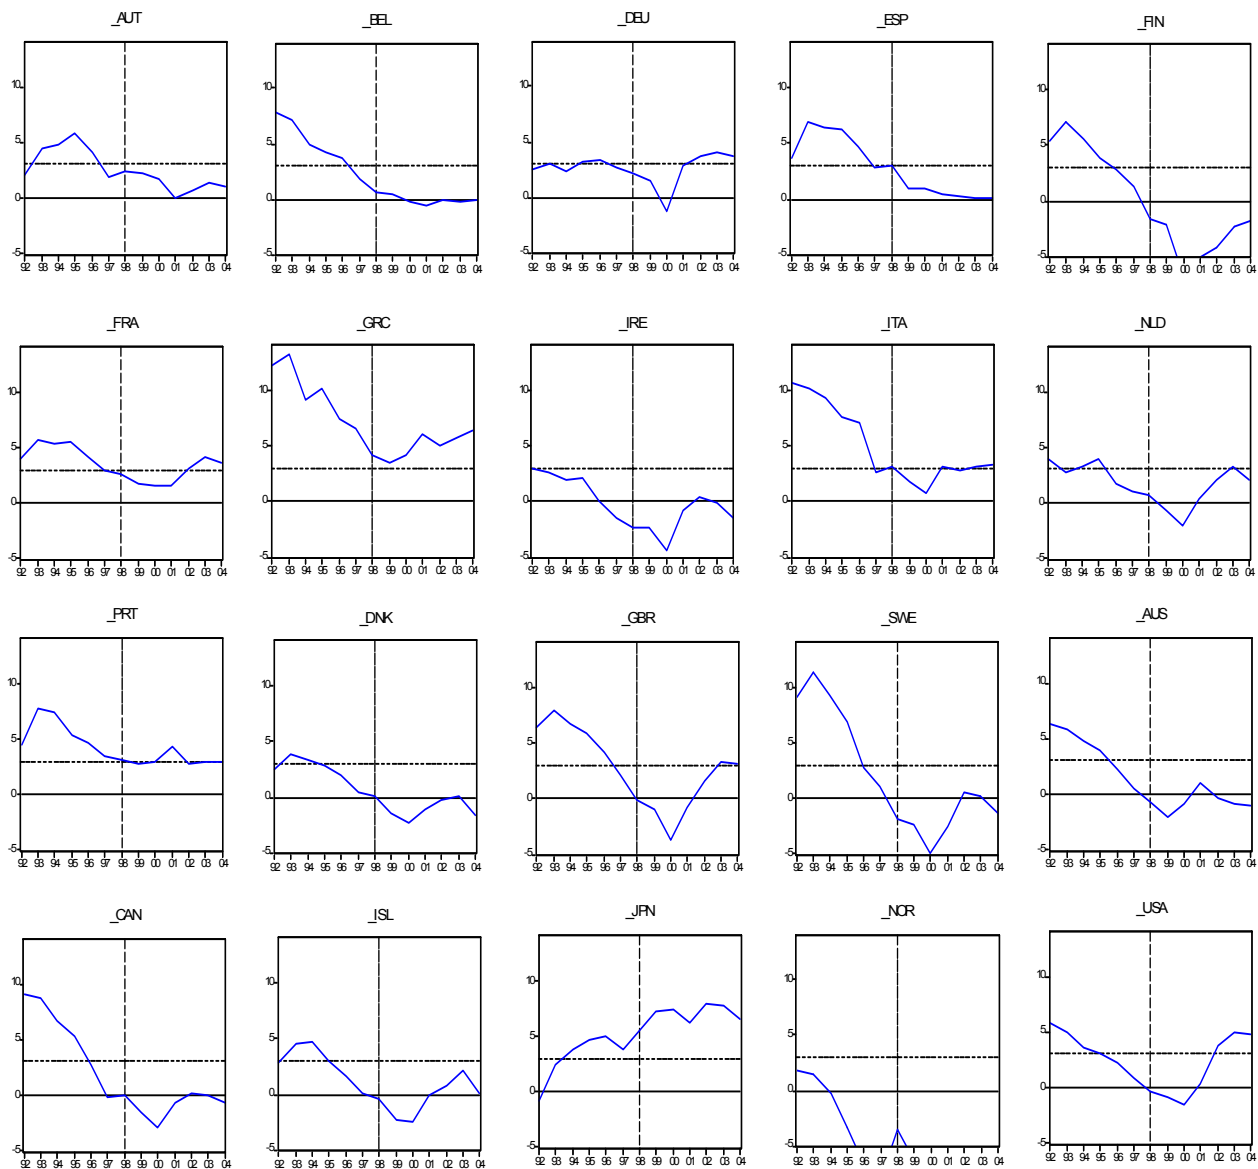 _AUT _BEL _DEU _ESP _FIN
10 10 10 10 10
5 5 5 5 5
0 0 0 0 0
-5 -5 -5 -5 -5
92 93 94 95 96 97 98 99 00 01 02 03 04 92 93 94 95 96 97 98 99 00 01 02 03 04 92 93 94 95 96 97 98 99 00 01 02 03 04 92 93 94 95 96 97 98 99 00 01 02 03 04 92 93 94 95 96 97 98 99 00 01 02 03 04
_FRA _GRC _IRE _ITA _NLD
10 10 10 10 10
5 5 5 5 5
0 0 0 0 0
-5 -5 -5 -5 -5
92 93 94 95 96 97 98 99 00 01 02 03 04 92 93 94 95 96 97 98 99 00 01 02 03 04 92 93 94 95 96 97 98 99 00 01 02 03 04 92 93 94 95 96 97 98 99 00 01 02 03 04 92 93 94 95 96 97 98 99 00 01 02 03 04
_PRT _DNK _GBR _SWE _AUS
10 10 10 10 10
5 5 5 5 5
0 0 0 0 0
-5 -5 -5 -5 -5
92 93 94 95 96 97 98 99 00 01 02 03 04 92 93 94 95 96 97 98 99 00 01 02 03 04 92 93 94 95 96 97 98 99 00 01 02 03 04 92 93 94 95 96 97 98 99 00 01 02 03 04 92 93 94 95 96 97 98 99 00 01 02 03 04
_CAN _ISL _JPN _NOR _USA
10 10 10 10 10
5 5 5 5 5
0 0 0 0 0
-5 -5 -5 -5 -5
92 93 94 95 96 97 98 99 00 01 02 03 04 92 93 94 95 96 97 98 99 00 01 02 03 04 92 93 94 95 96 97 98 99 00 01 02 03 04 92 93 94 95 96 97 98 99 00 01 02 03 04 92 93 94 95 96 97 98 99 00 01 02 03 04